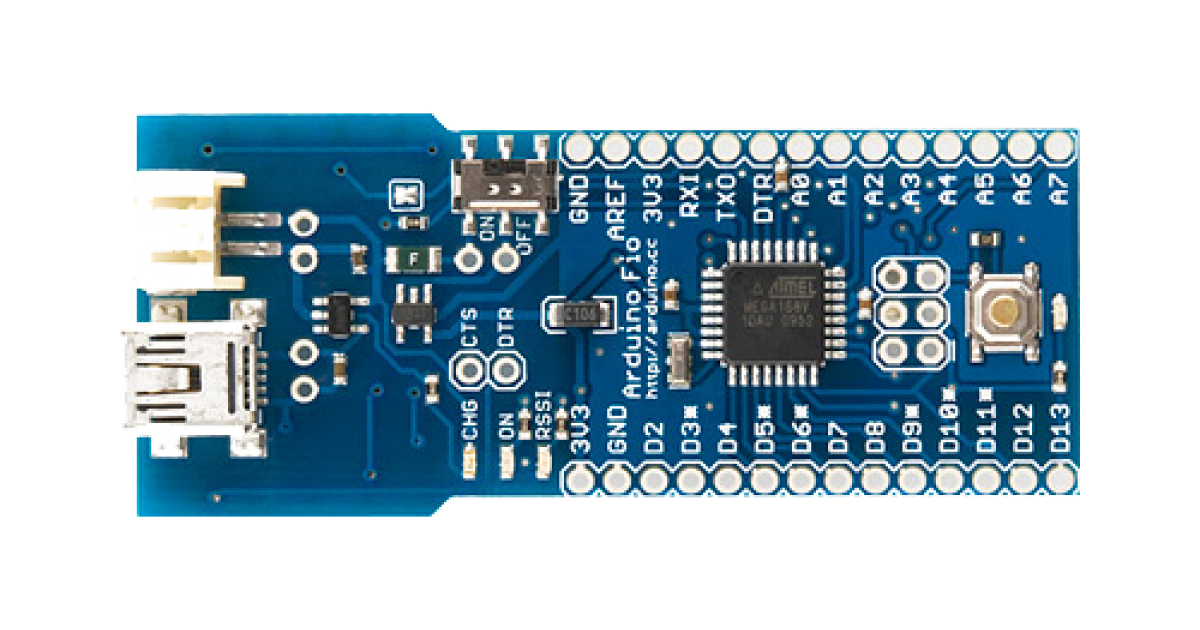 GND
AREF
3V3
RXI
TXO
DTR
A0
A1
A2
A3
A4
A5
A6
A7
ON
OFF
F
C106
Arduino Fio
http://arduino.cc
ATMEL
MEGA168V
1DAU 0952
CTS
DTR
CHG
ON
RSSI
3V3
GND
D2
D3*
D4
D5*
D6*
D7
D8
D9*
D10*
D11*
D12
D13